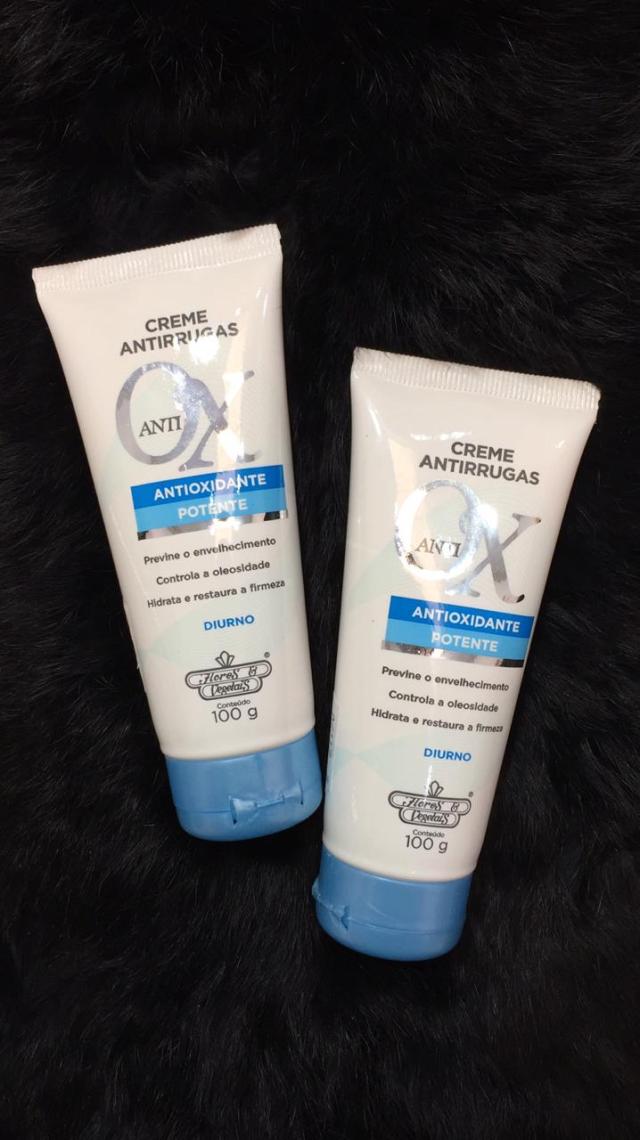 CREME
ANTIRRUGAS
ANTI
OX
ANTIOXIDANTE
POTENTE
Previne o envelhecimento
Controla a oleosidade
Hidrata e restaura a firmeza
DIURNO
Flores &
Vegetais ®
Conteúdo
100 g
CREME
ANTIRRUGAS
ANTI
OX
ANTIOXIDANTE
POTENTE
Previne o envelhecimento
Controla a oleosidade
Hidrata e restaura a firmeza
DIURNO
Flores &
Vegetais
Conteúdo
100 g